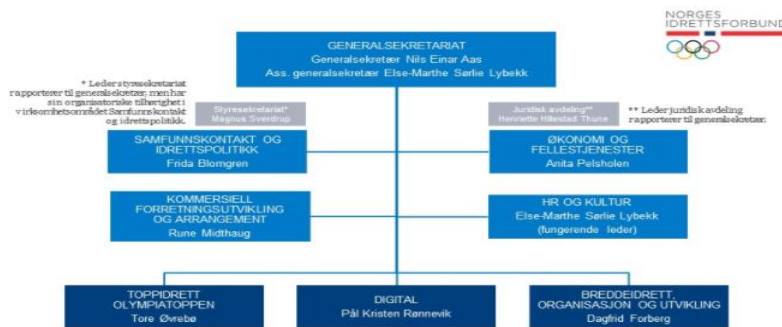 NORGES
IDRETTSFORBUND
GENERALSEKRETARIAT
Generalsekretær Nils Einar Aas
Ass. generalsekretær Else-Marthe Sørlie Lybekk
* Leder styresekretariat
rapporterer til generalsekretær, men har
sin organisatoriske tilhørighet i
virksomhetsområdet Samfunnskontakt
og idrettspolitikk.
Styresekretariat*
Magnus Sverdrup
Juridisk avdeling**
Henriette Hillestad Thune
** Leder juridisk avdeling
rapporterer til generalsekretær.
SAMFUNNSKONTAKT OG
IDRETTSPOLITIKK
Frida Blomgren
ØKONOMI OG
FELLESTJENESTER
Anita Pelsholen
KOMMERSIELL
FORRETNINGSUTVIKLING
OG ARRANGEMENT
Rune Midthaug
HR OG KULTUR
Else-Marthe Sørlie Lybekk
(fungerende leder)
TOPPIDRETT
OLYMPIATOPPEN
Tore Øvrebø
DIGITAL
Pål Kristen Rønnevik
BREDDEIDRETT,
ORGANISASJON OG UTVIKLING
Dagfrid Forberg